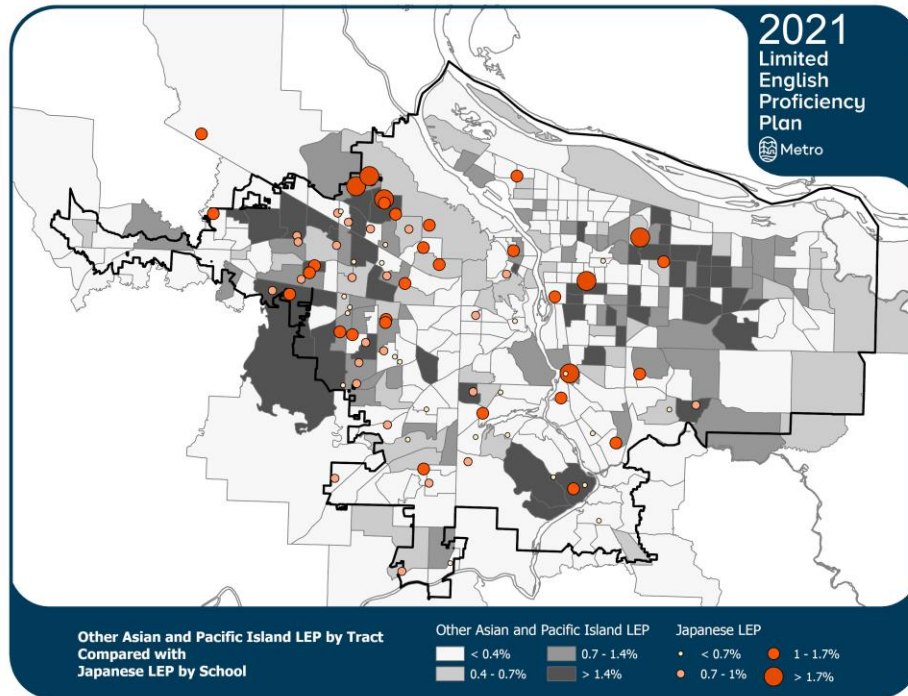 2021
Limited
English
Proficiency
Plan
Metro
Other Asian and Pacific Island LEP by Tract
Compared with
Japanese LEP by School
Other Asian and Pacific Island LEP
< 0.4%
0.7 - 1.4%
0.4 - 0.7%
> 1.4%
Japanese LEP
< 0.7%
1 - 1.7%
0.7 - 1%
> 1.7%